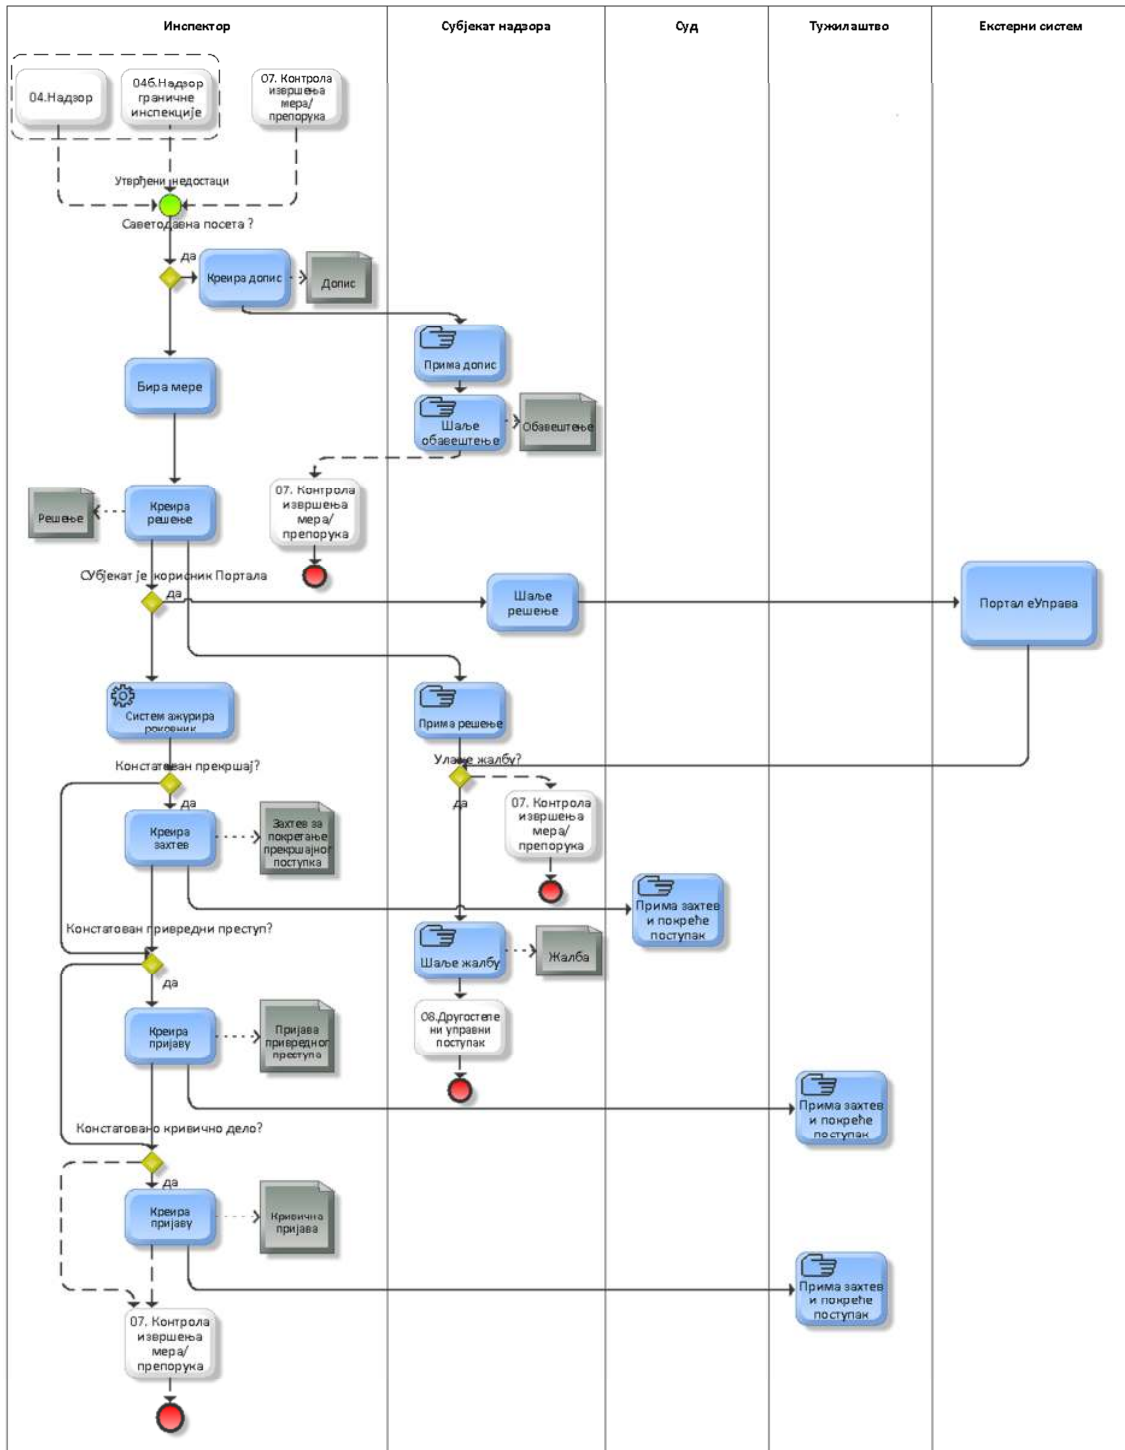 Инспектор
Субјекат надзора
Суд
Тужилаштво
Екстерни систем
04.Надзор
04б.Надзор
граничне
инспекције
07. Контрола
извршења
мера/
препорука
Утврђени недостаци
Саветодавна посета ?
да
Креира допис
Допис
Прима допис
Бира мере
Шаље
обавештење
Обавештење
07. Контрола
извршења
мера/
препорука
Решење
Креира
решење
СУбјекат је корисник Портала
да
Шаље
решење
Портал еУправа
Систем ажурира
роковник
Прима решење
Констатован прекршај?
Улаже жалбу?
да
да
07. Контрола
извршења
мера/
препорука
Креира
захтев
Захтев за
покретање
прекршајног
поступка
Прима захтев
и покреће
поступак
Констатован привредни преступ?
Шаље жалбу
Жалба
да
08.Другостепе
ни управни
поступак
Креира
пријаву
Пријава
привредног
преступа
Прима захтев
и покреће
поступак
Констатовано кривично дело?
да
Креира
пријаву
Кривична
пријава
Прима захтев
и покреће
поступак
07. Контрола
извршења
мера/
препорука